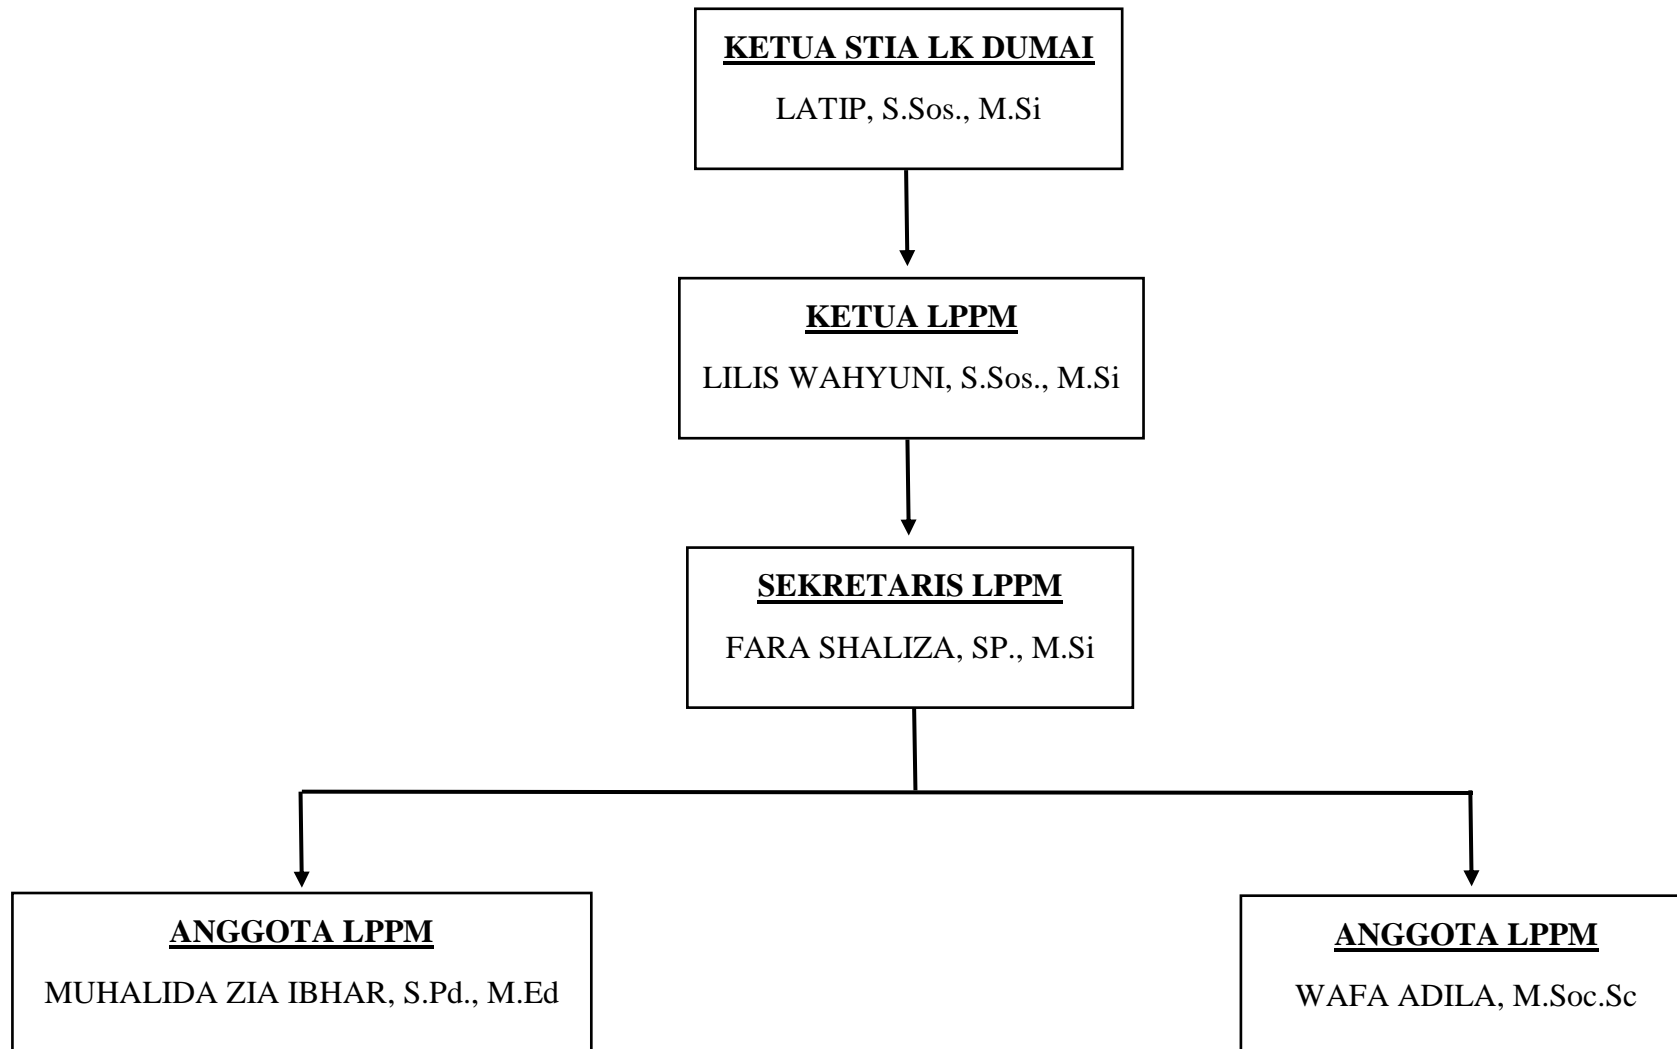 KETUA STIA LK DUMAI
LATIP, S.Sos., M.Si
KETUA LPPM
LILIS WAHYUNI, S.Sos., M.Si
SEKRETARIS LPPM
FARA SHALIZA, SP., M.Si
ANGGOTA LPPM
MUHALIDA ZIA IBHAR, S.Pd., M.Ed
ANGGOTA LPPM
WAFA ADILA, M.Soc.Sc